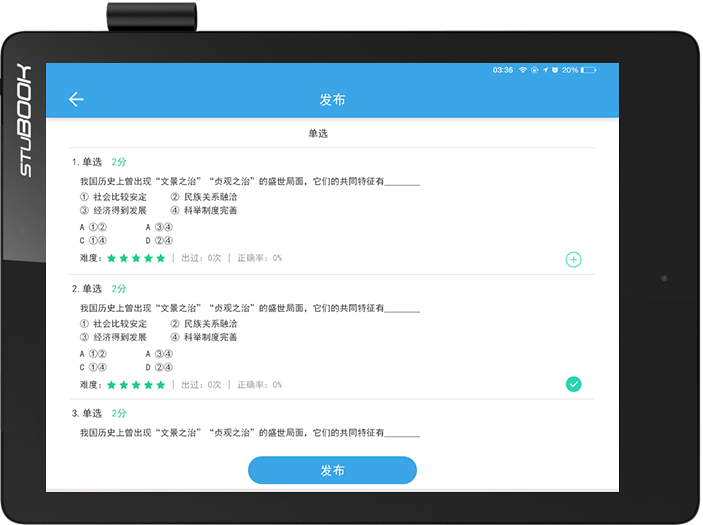 STUBOOK
03:36 20%
发布
单选
1.单选 2分
我国历史上曾出现“文景之治”“贞观之治”的盛世局面，它们的共同特征有______
① 社会比较安定 ② 民族关系融洽
③ 经济得到发展 ④ 科举制度完善
A ①② A ③④
C ①④ D ②④
难度：★★★★★ | 出过：0次 | 正确率：0%
2.单选 2分
我国历史上曾出现“文景之治”“贞观之治”的盛世局面，它们的共同特征有______
① 社会比较安定 ② 民族关系融洽
③ 经济得到发展 ④ 科举制度完善
A ①② A ③④
C ①④ D ②④
难度：★★★★★ | 出过：0次 | 正确率：0%
3.单选 2分
我国历史上曾出现“文景之治”“贞观之治”的盛世局面，它们的共同特征有______
发布